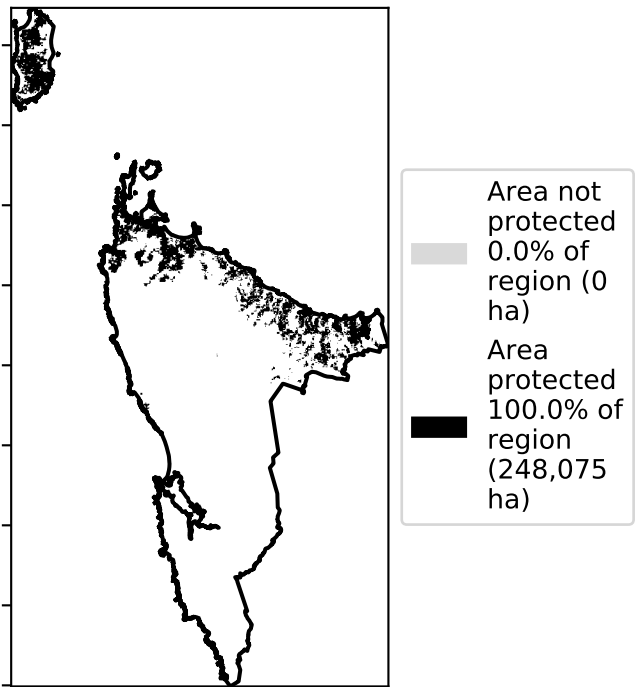 Area not
protected
0.0% of
region (0
ha)
Area
protected
100.0% of
region
(248,075
ha)